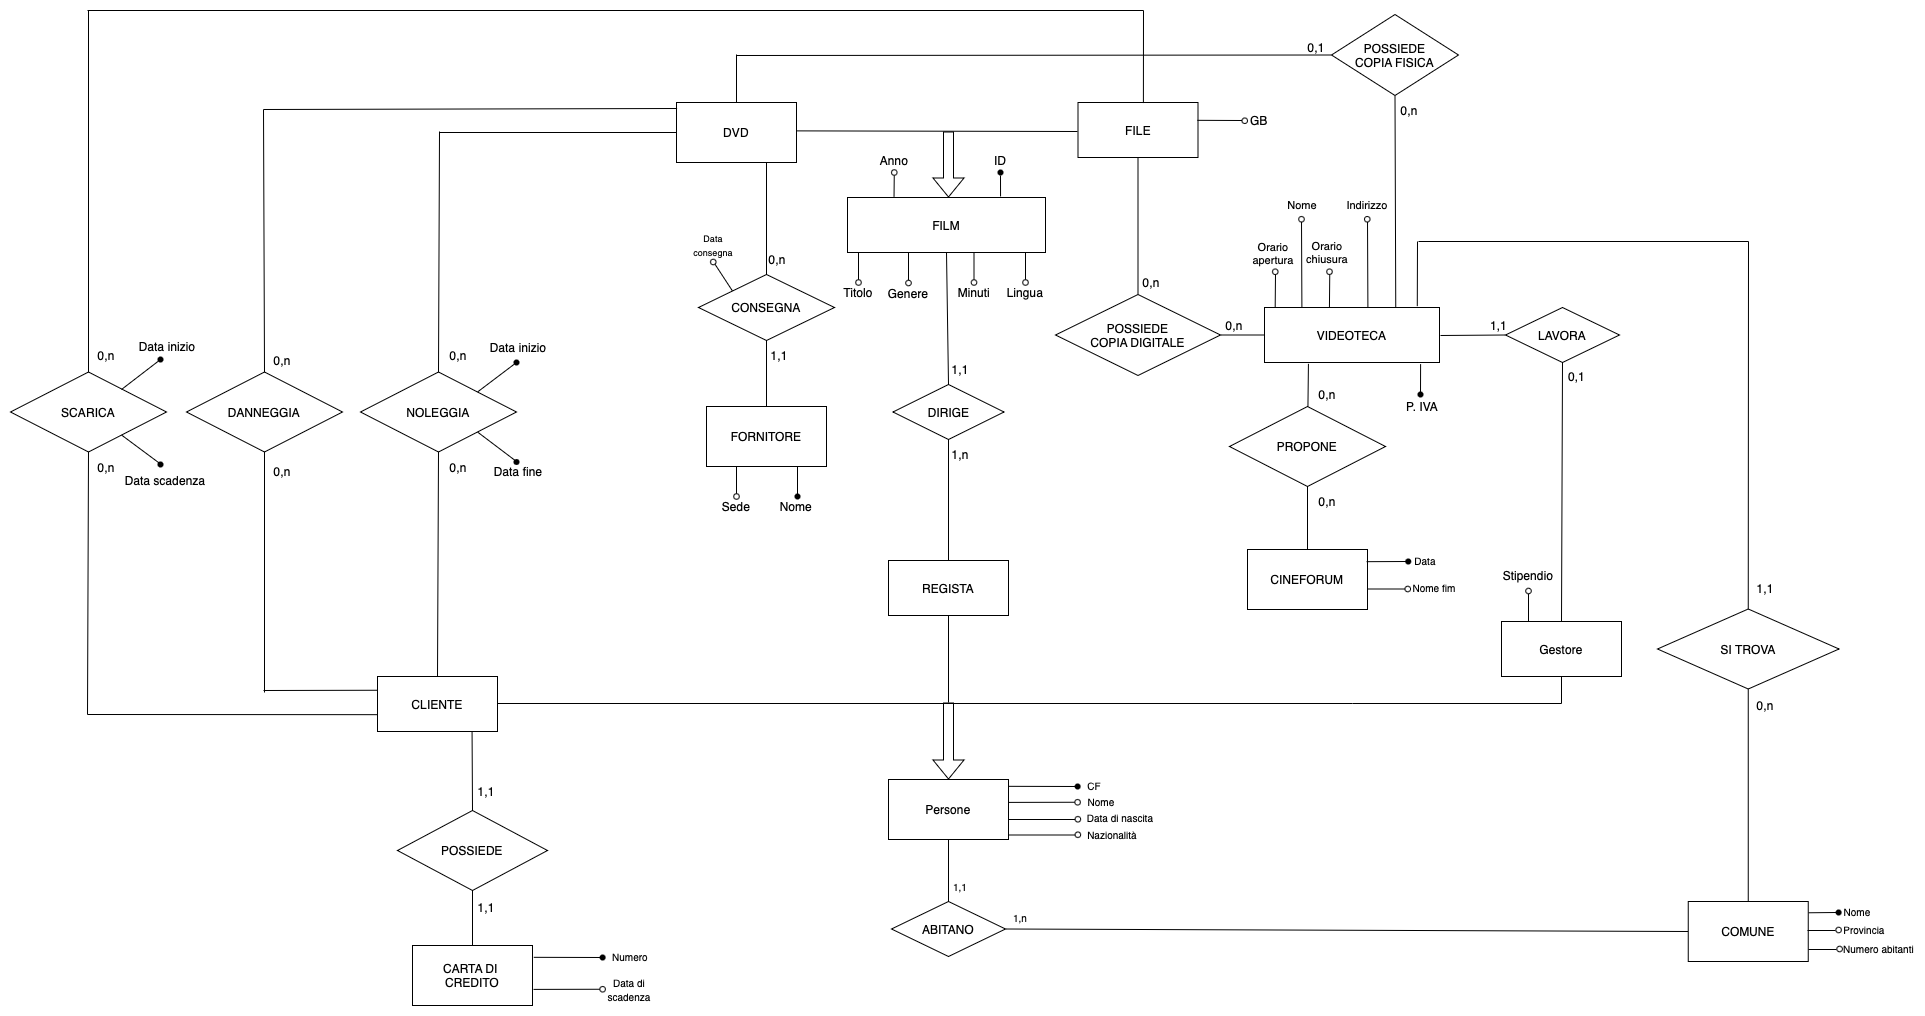 0,1
POSSIEDE
COPIA FISICA
0,n
DVD
FILE
GB
Anno
ID
FILM
Titolo
Genere
Minuti
Lingua
Data
consegna
0,n
CONSEGNA
1,1
FORNITORE
Sede
Nome
0,n
POSSIEDE
COPIA DIGITALE
0,n
Nome
Indirizzo
Orario
apertura
Orario
chiusura
VIDEOTECA
P. IVA
1,1
LAVORA
0,1
0,n
Data inizio
SCARICA
0,n
Data scadenza
0,n
DANNEGGIA
0,n
0,n
Data inizio
NOLEGGIA
0,n
Data fine
1,1
DIRIGE
1,n
0,n
PROPONE
0,n
CINEFORUM
Data
Nome fim
REGISTA
Stipendio
Gestore
1,1
SI TROVA
0,n
CLIENTE
1,1
POSSIEDE
1,1
CARTA DI
CREDITO
Numero
Data di
scadenza
Persone
CF
Nome
Data di nascita
Nazionalità
1,1
ABITANO
1,n
COMUNE
Nome
Provincia
Numero abitanti